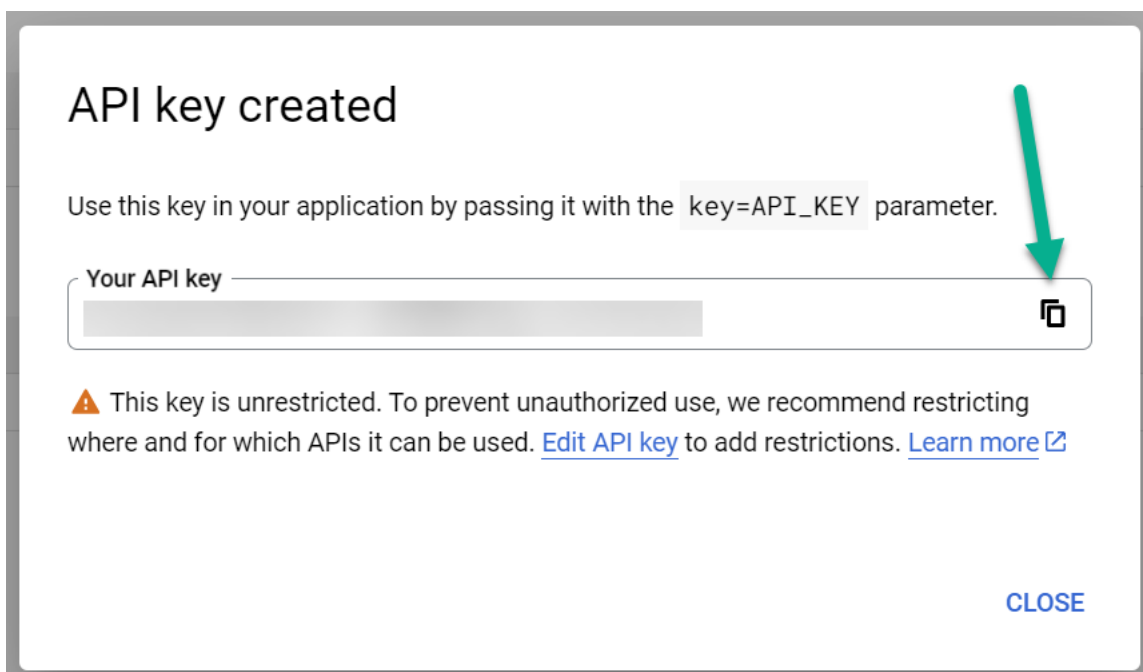 API key created
Use this key in your application by passing it with the key=API_KEY parameter.
Your API key
This key is unrestricted. To prevent unauthorized use, we recommend restricting
where and for which APIs it can be used. Edit API key to add restrictions. Learn more
CLOSE